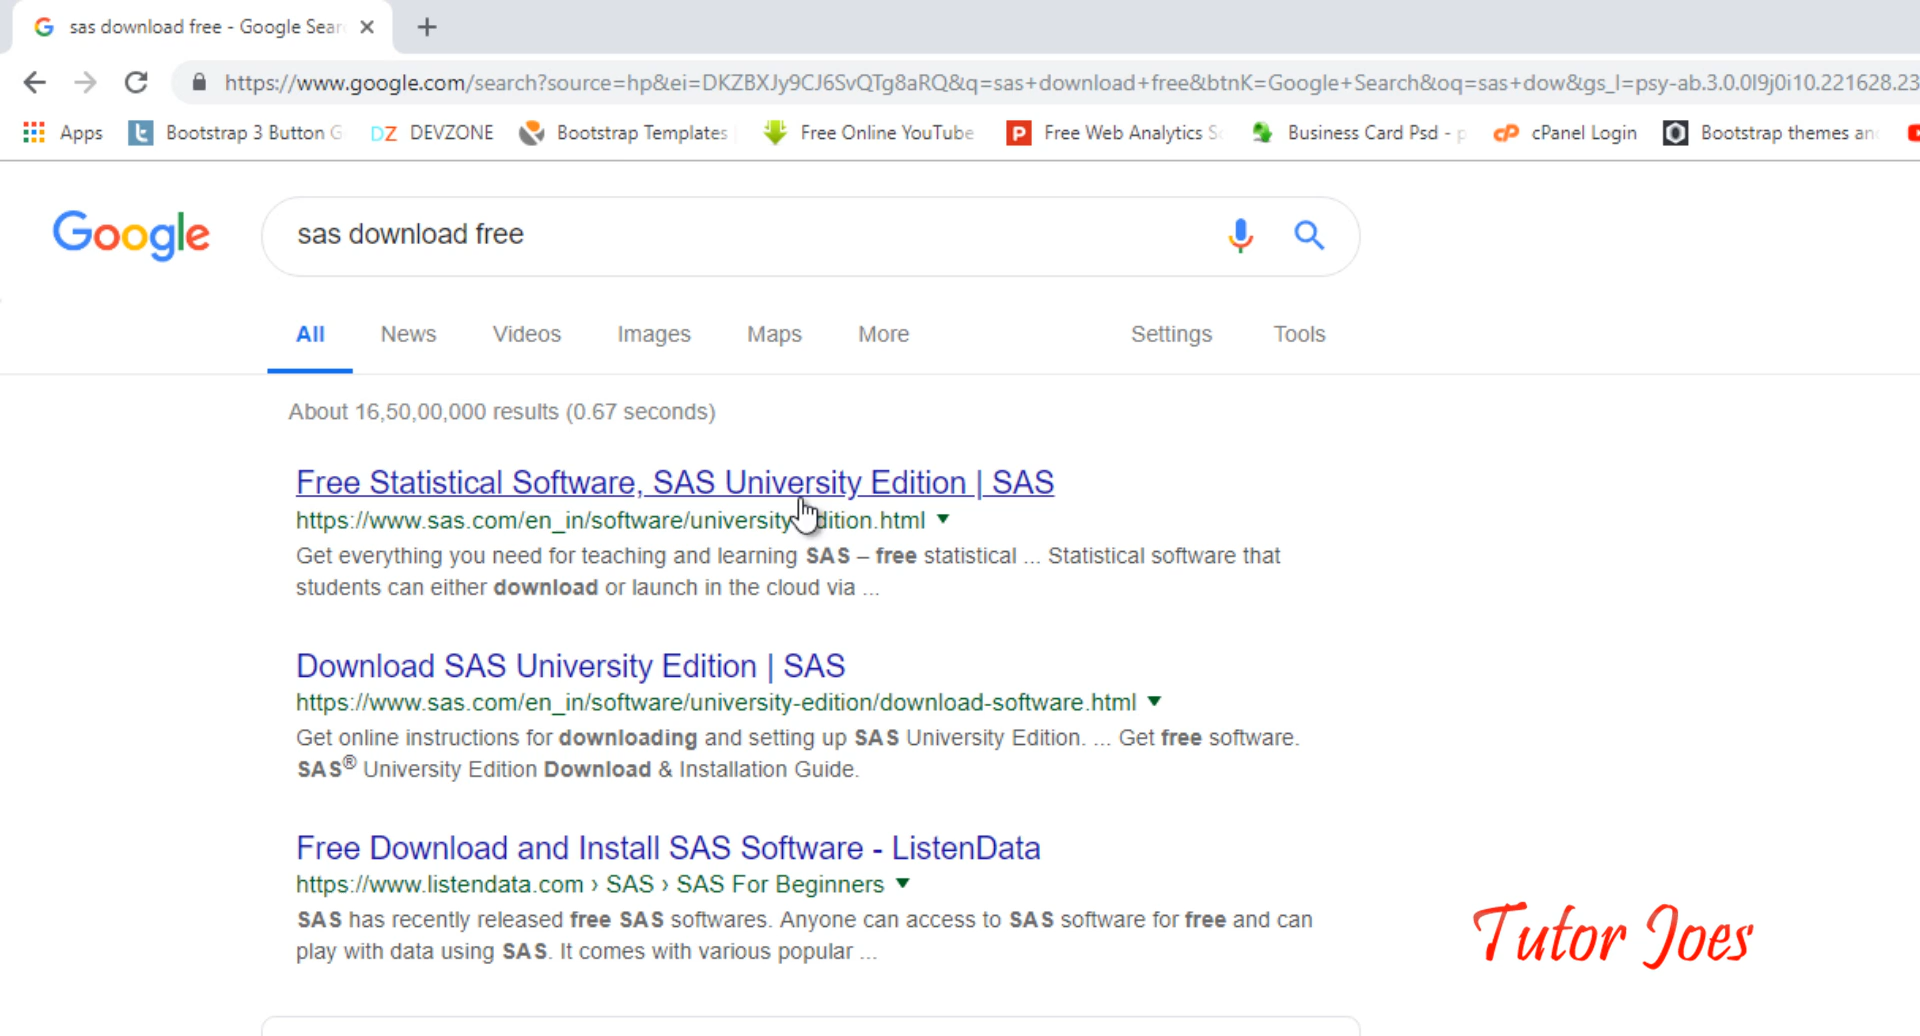 sas download free - Google Sear
https://www.google.com/search?source=hp&ei=DKZBXJy9CJ6SvQTg8aRQ&q=sas+download+free&btnK=Google+Search&oq=sas+dow&gs_l=psy-ab.3.0.0l9j0i10.221628.23
Apps Bootstrap 3 Button G DZ DEVZONE Bootstrap Templates Free Online YouTube Free Web Analytics S Business Card Psd - p cPanel Login Bootstrap themes an
Google sas download free
All News Videos Images Maps More Settings Tools
About 16,50,00,000 results (0.67 seconds)
Free Statistical Software, SAS University Edition | SAS
https://www.sas.com/en_in/software/university-edition.html
Get everything you need for teaching and learning SAS – free statistical ... Statistical software that
students can either download or launch in the cloud via ...
Download SAS University Edition | SAS
https://www.sas.com/en_in/software/university-edition/download-software.html
Get online instructions for downloading and setting up SAS University Edition. ... Get free software.
SAS® University Edition Download & Installation Guide.
Free Download and Install SAS Software - ListenData
https://www.listendata.com › SAS › SAS For Beginners
SAS has recently released free SAS softwares. Anyone can access to SAS software for free and can
play with data using SAS. It comes with various popular ...
Tutor Joes